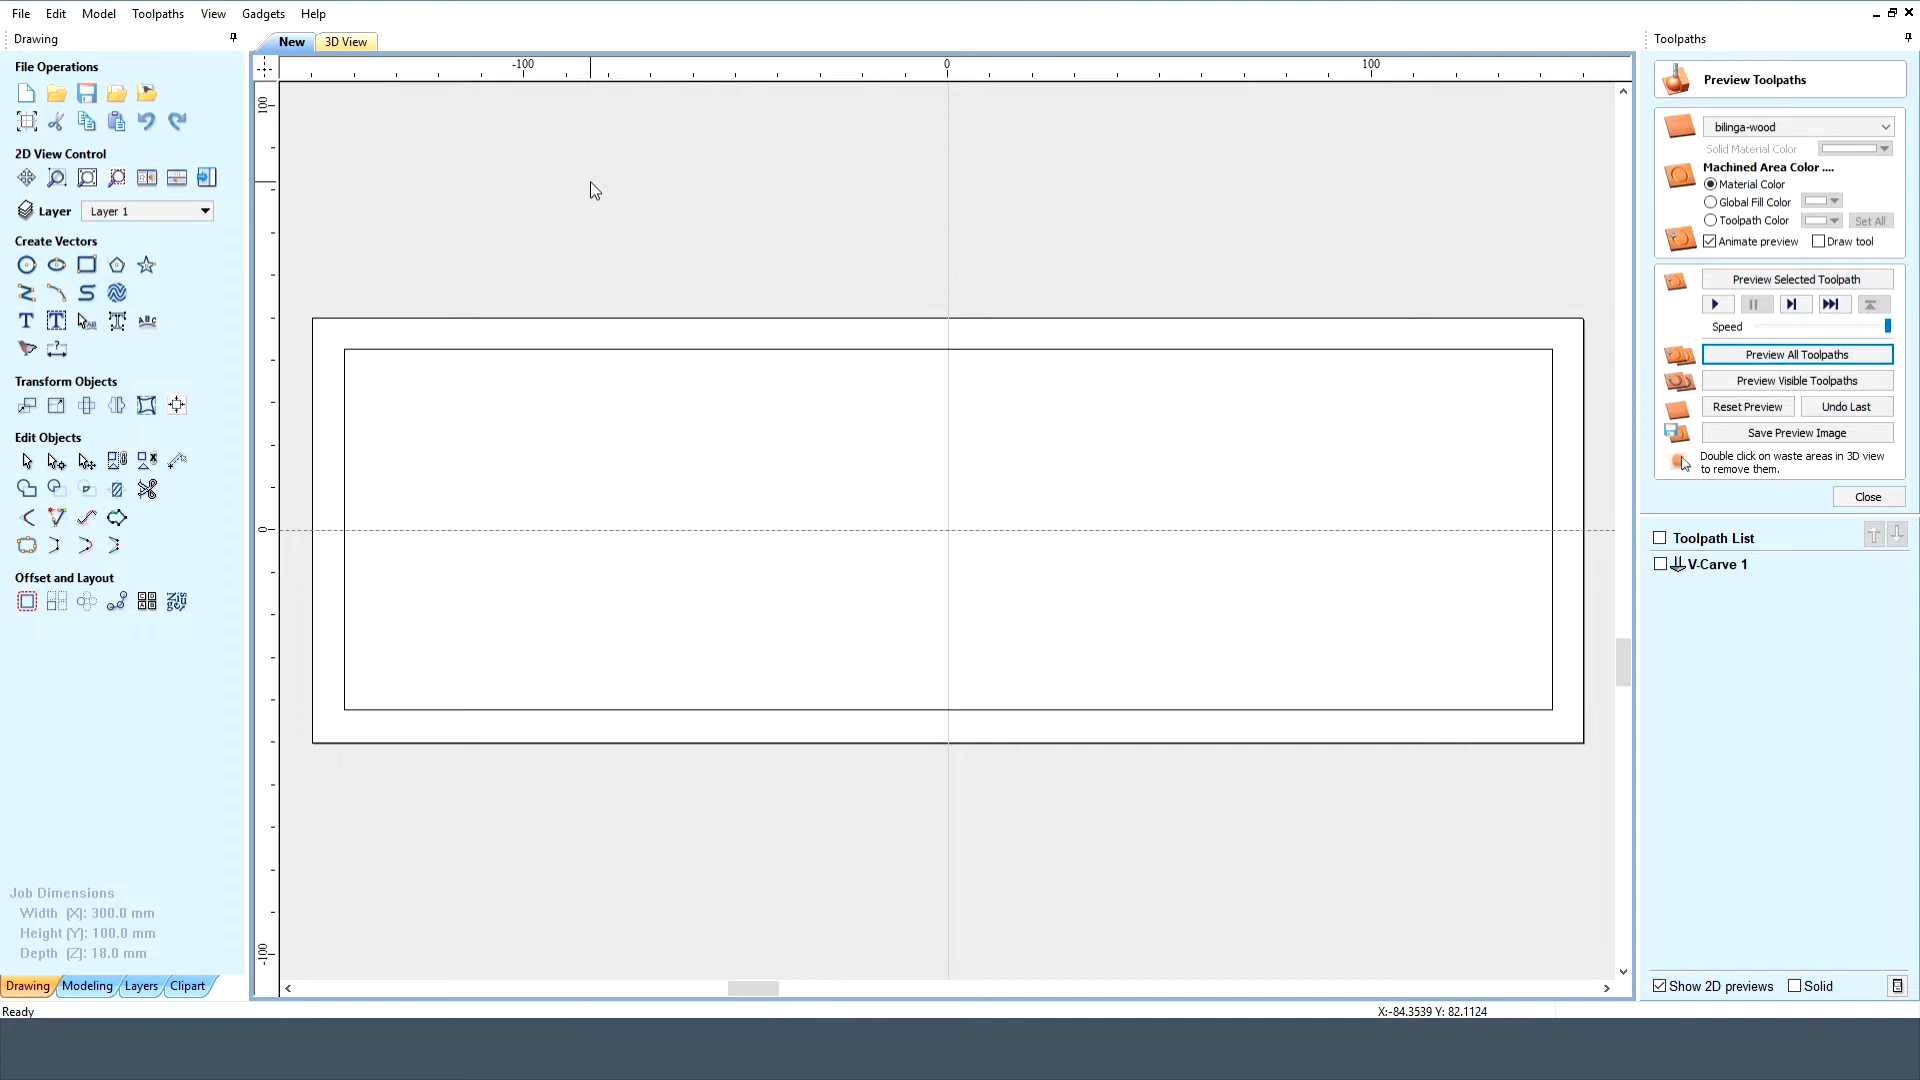 File Edit Model Toolpaths View Gadgets Help
Drawing
New 3D View
Toolpaths
File Operations
2D View Control
Layer Layer 1
Create Vectors
Transform Objects
Edit Objects
Offset and Layout
Job Dimensions
Width (X): 300.0 mm
Height (Y): 100.0 mm
Depth (Z): 18.0 mm
Drawing Modeling Layers Clipart
Ready
-100 0 100
100
0
-100
X:-84.3539 Y: 82.1124
Preview Toolpaths
bilinga-wood
Solid Material Color
Machined Area Color ....
Material Color
Global Fill Color
Toolpath Color Set All
Animate preview Draw tool
Preview Selected Toolpath
Speed
Preview All Toolpaths
Preview Visible Toolpaths
Reset Preview Undo Last
Save Preview Image
Double click on waste areas in 3D view
to remove them.
Close
Toolpath List
V-Carve 1
Show 2D previews Solid